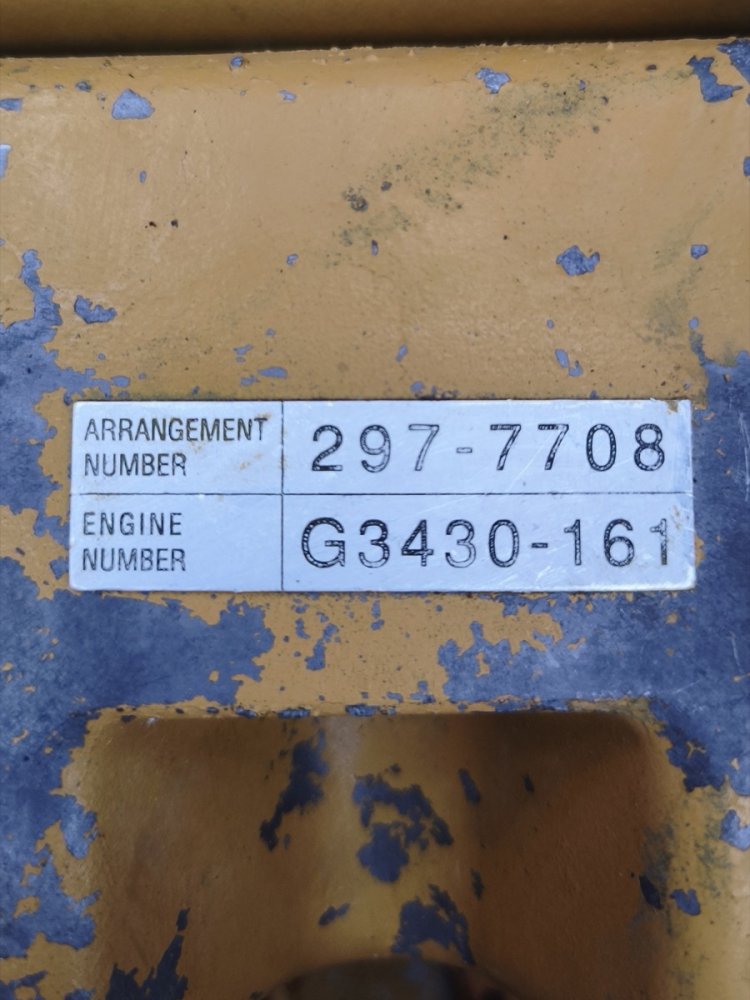 ARRANGEMENT NUMBER 297-7708
ENGINE NUMBER G3430-161